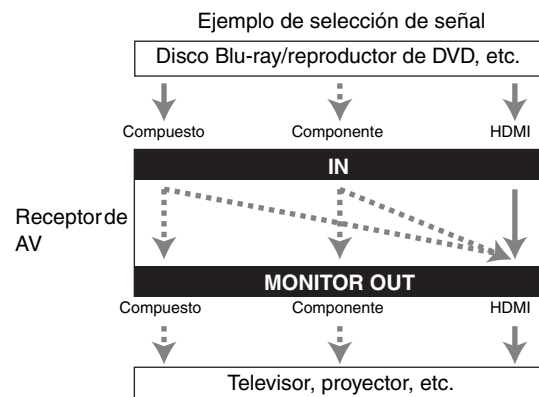 Ejemplo de selección de señal
Disco Blu-ray/reproductor de DVD, etc.
Compuesto Componente HDMI
IN
Receptor de
AV
MONITOR OUT
Compuesto Componente HDMI
Televisor, proyector, etc.